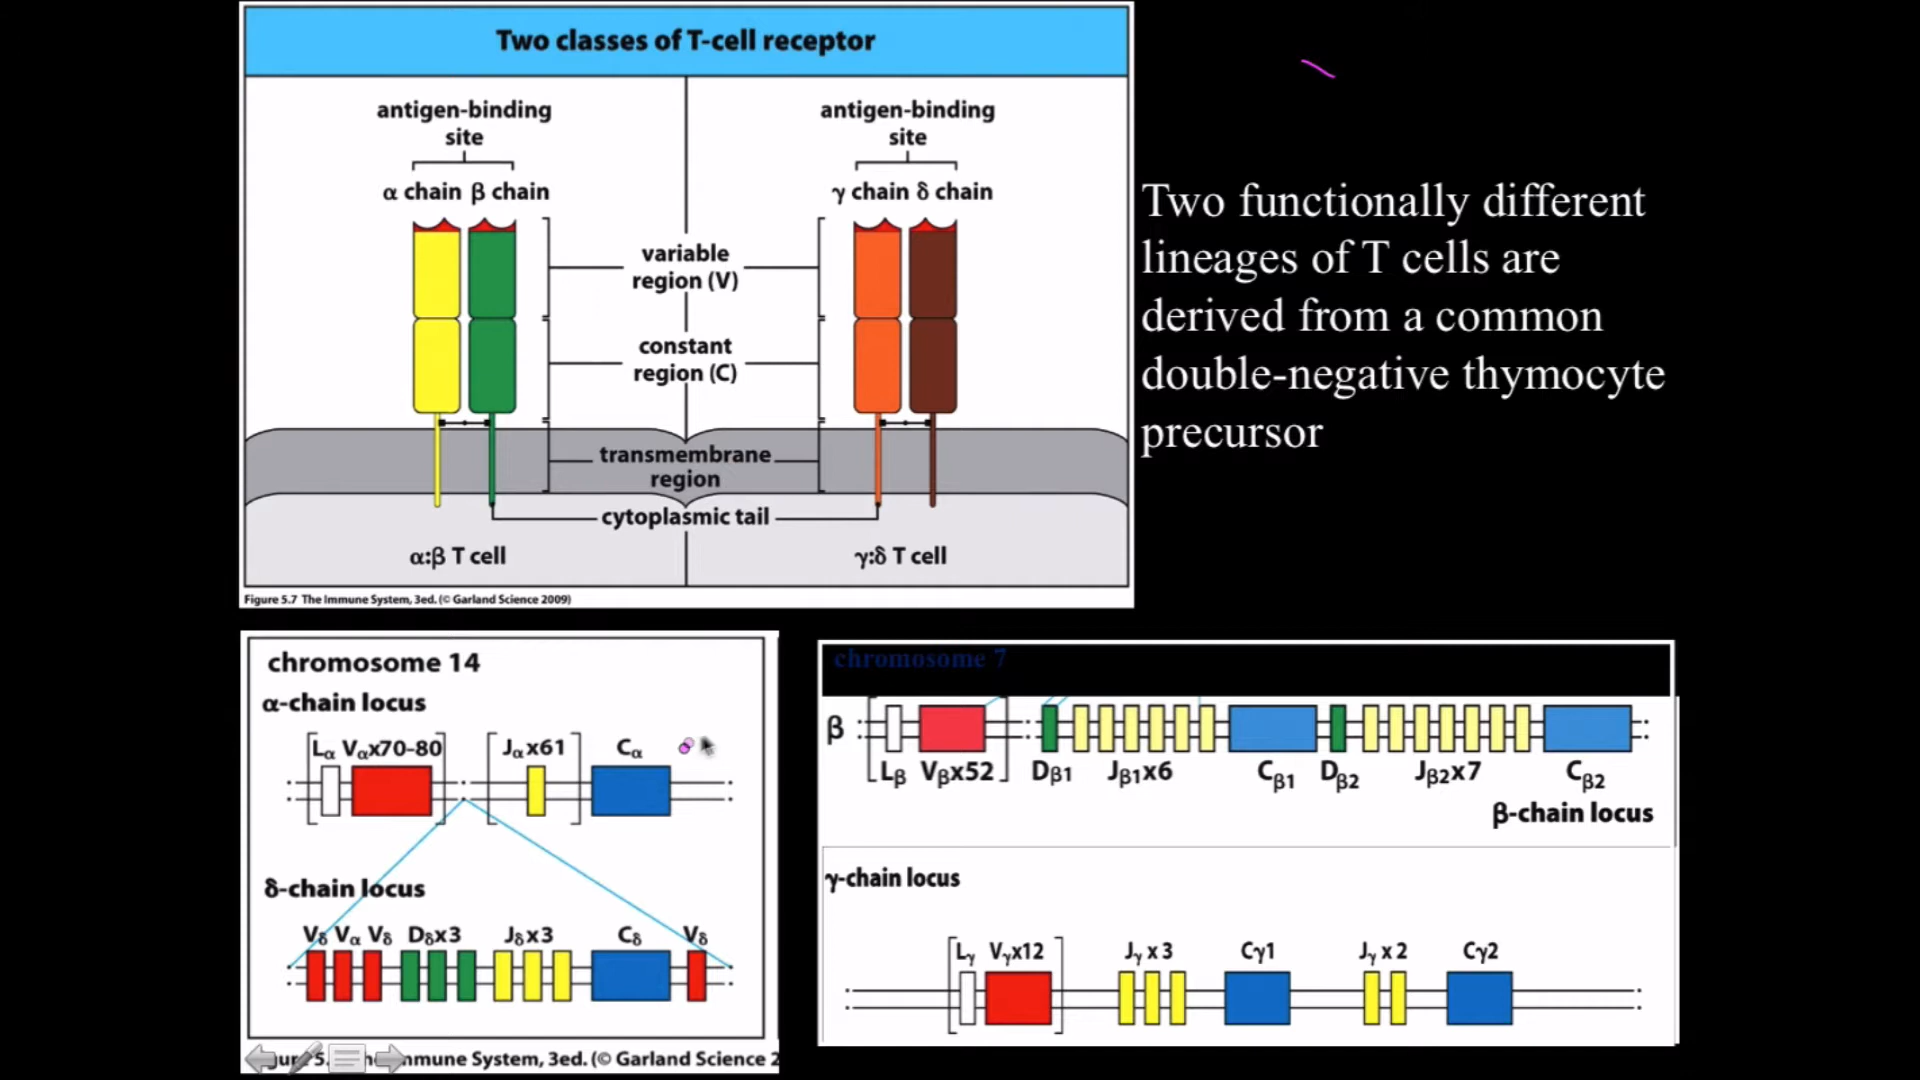 Two classes of T-cell receptor
antigen-binding
site
α chain β chain
antigen-binding
site
γ chain δ chain
variable
region (V)
constant
region (C)
transmembrane
region
cytoplasmic tail
α:β T cell
γ:δ T cell
Figure 5.7 The Immune System, 3ed. (© Garland Science 2009)
Two functionally different
lineages of T cells are
derived from a common
double-negative thymocyte
precursor
chromosome 14
α-chain locus
Lα Vαx70-80
Jαx61
Cα
δ-chain locus
Vδ Vα Vδ Dδx3 Jδx3 Cδ Vδ
mmune System, 3ed. (© Garland Science 2
chromosome 7
β
Lβ Vβx52 Dβ1 Jβ1x6 Cβ1 Dβ2 Jβ2x7 Cβ2
β-chain locus
γ-chain locus
Lγ Vγx12 Jγ x 3 Cγ1 Jγ x 2 Cγ2